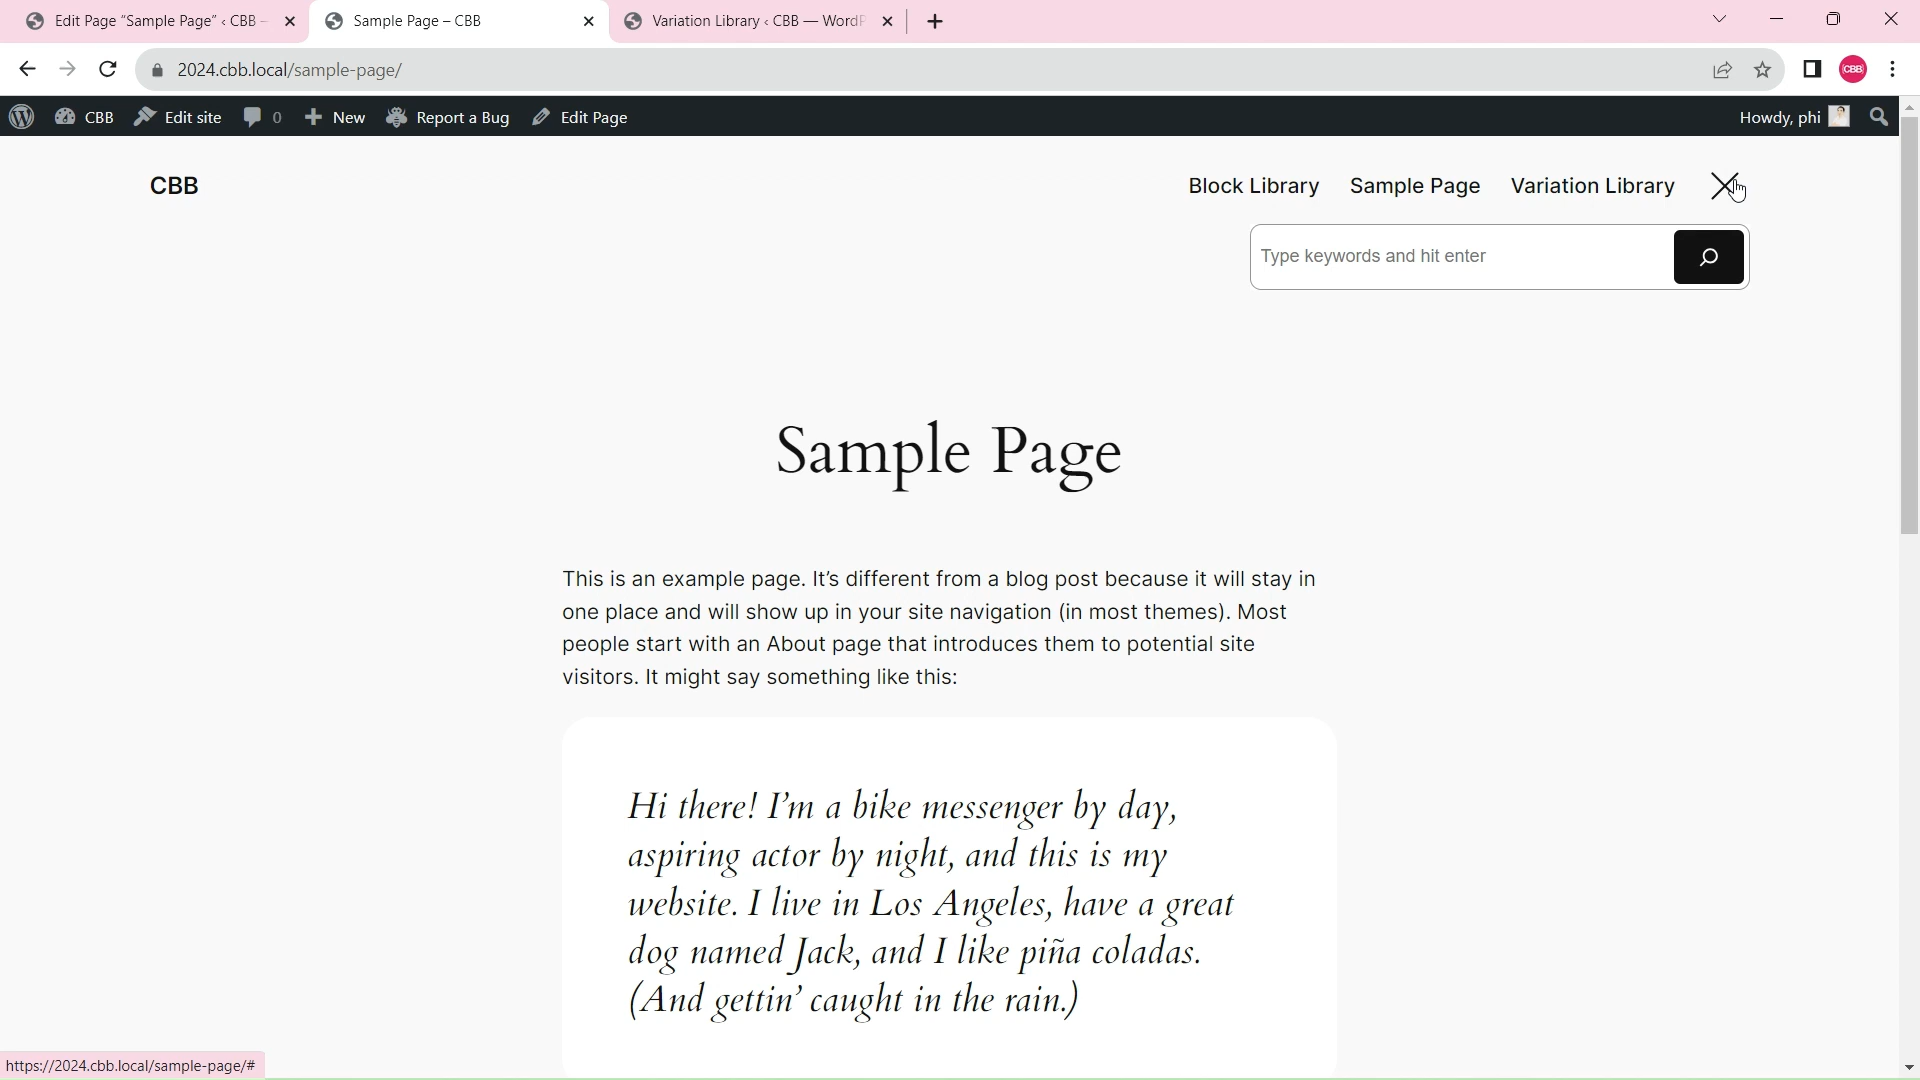 Edit Page “Sample Page” ‹ CBB –
Sample Page – CBB
Variation Library ‹ CBB — WordP
2024.cbb.local/sample-page/
CBB
CBB
Edit site
0
New
Report a Bug
Edit Page
Howdy, phi
CBB
Block Library
Sample Page
Variation Library
Type keywords and hit enter
Sample Page
This is an example page. It’s different from a blog post because it will stay in
one place and will show up in your site navigation (in most themes). Most
people start with an About page that introduces them to potential site
visitors. It might say something like this:
Hi there! I’m a bike messenger by day,
aspiring actor by night, and this is my
website. I live in Los Angeles, have a great
dog named Jack, and I like piña coladas.
(And gettin’ caught in the rain.)
https://2024.cbb.local/sample-page/#